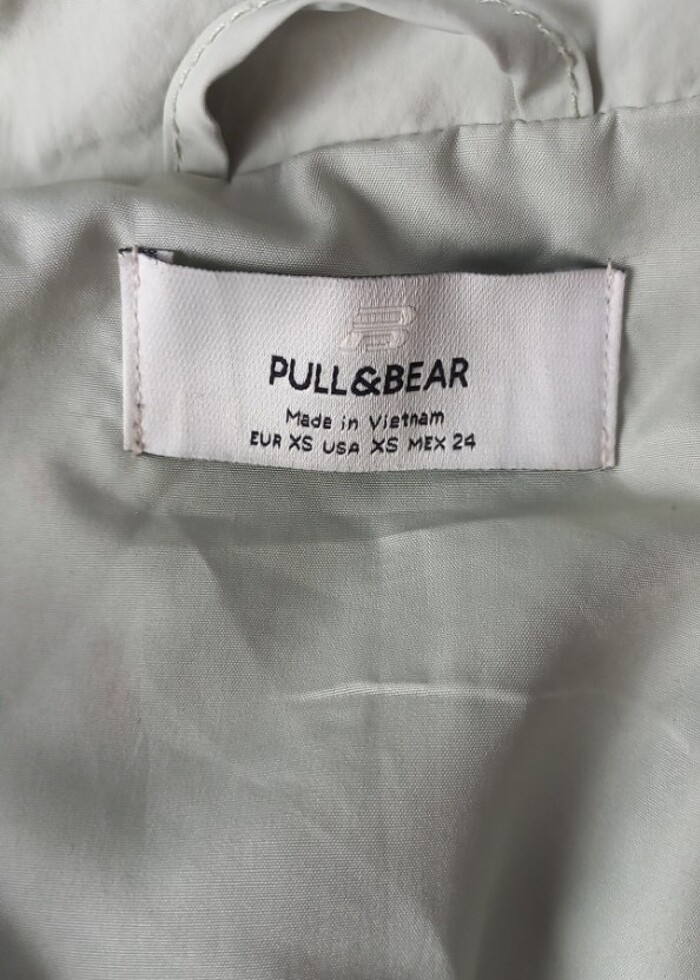 PULL&BEAR
Made in Vietnam
EUR XS USA XS MEX 24